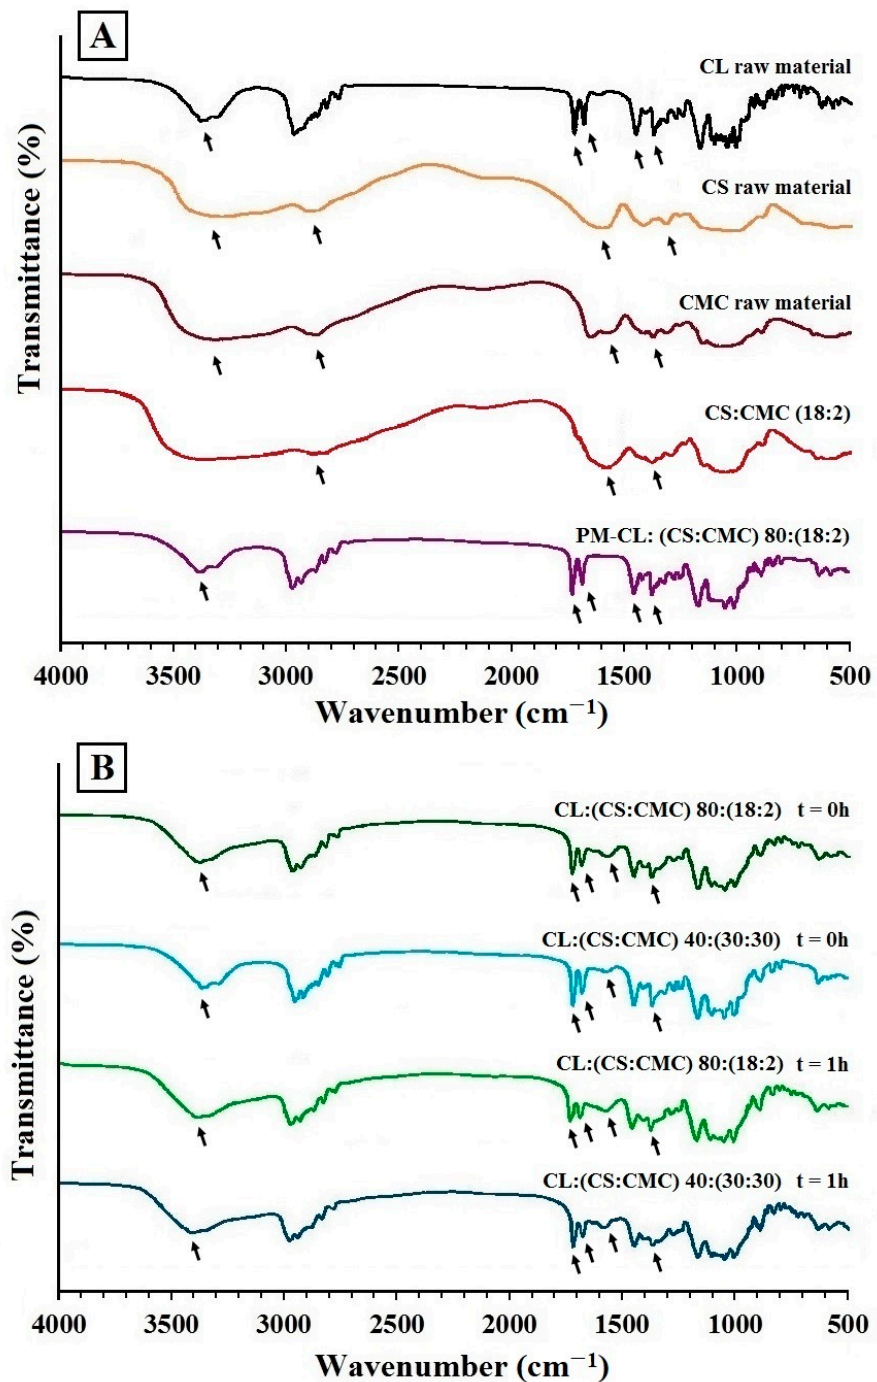 A
CL raw material
CS raw material
CMC raw material
CS:CMC (18:2)
PM-CL: (CS:CMC) 80:(18:2)
Transmittance (%)
4000 3500 3000 2500 2000 1500 1000 500
Wavenumber (cm⁻¹)
B
CL:(CS:CMC) 80:(18:2) t = 0h
CL:(CS:CMC) 40:(30:30) t = 0h
CL:(CS:CMC) 80:(18:2) t = 1h
CL:(CS:CMC) 40:(30:30) t = 1h
Transmittance (%)
4000 3500 3000 2500 2000 1500 1000 500
Wavenumber (cm⁻¹)